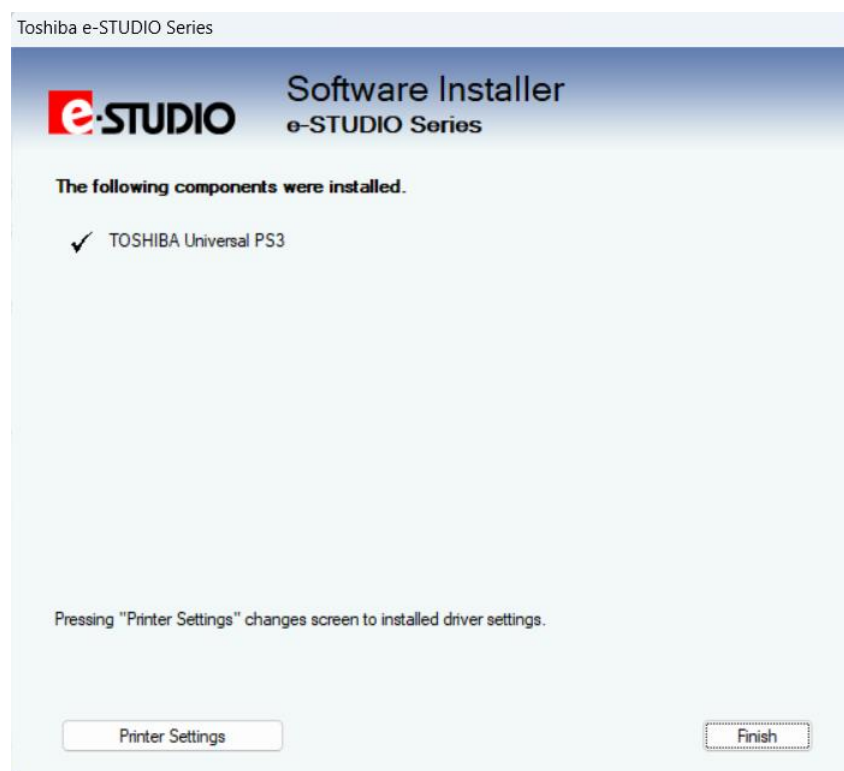 Toshiba e-STUDIO Series
e-STUDIO
Software Installer
e-STUDIO Series
The following components were installed.
TOSHIBA Universal PS3
Pressing "Printer Settings" changes screen to installed driver settings.
Printer Settings
Finish